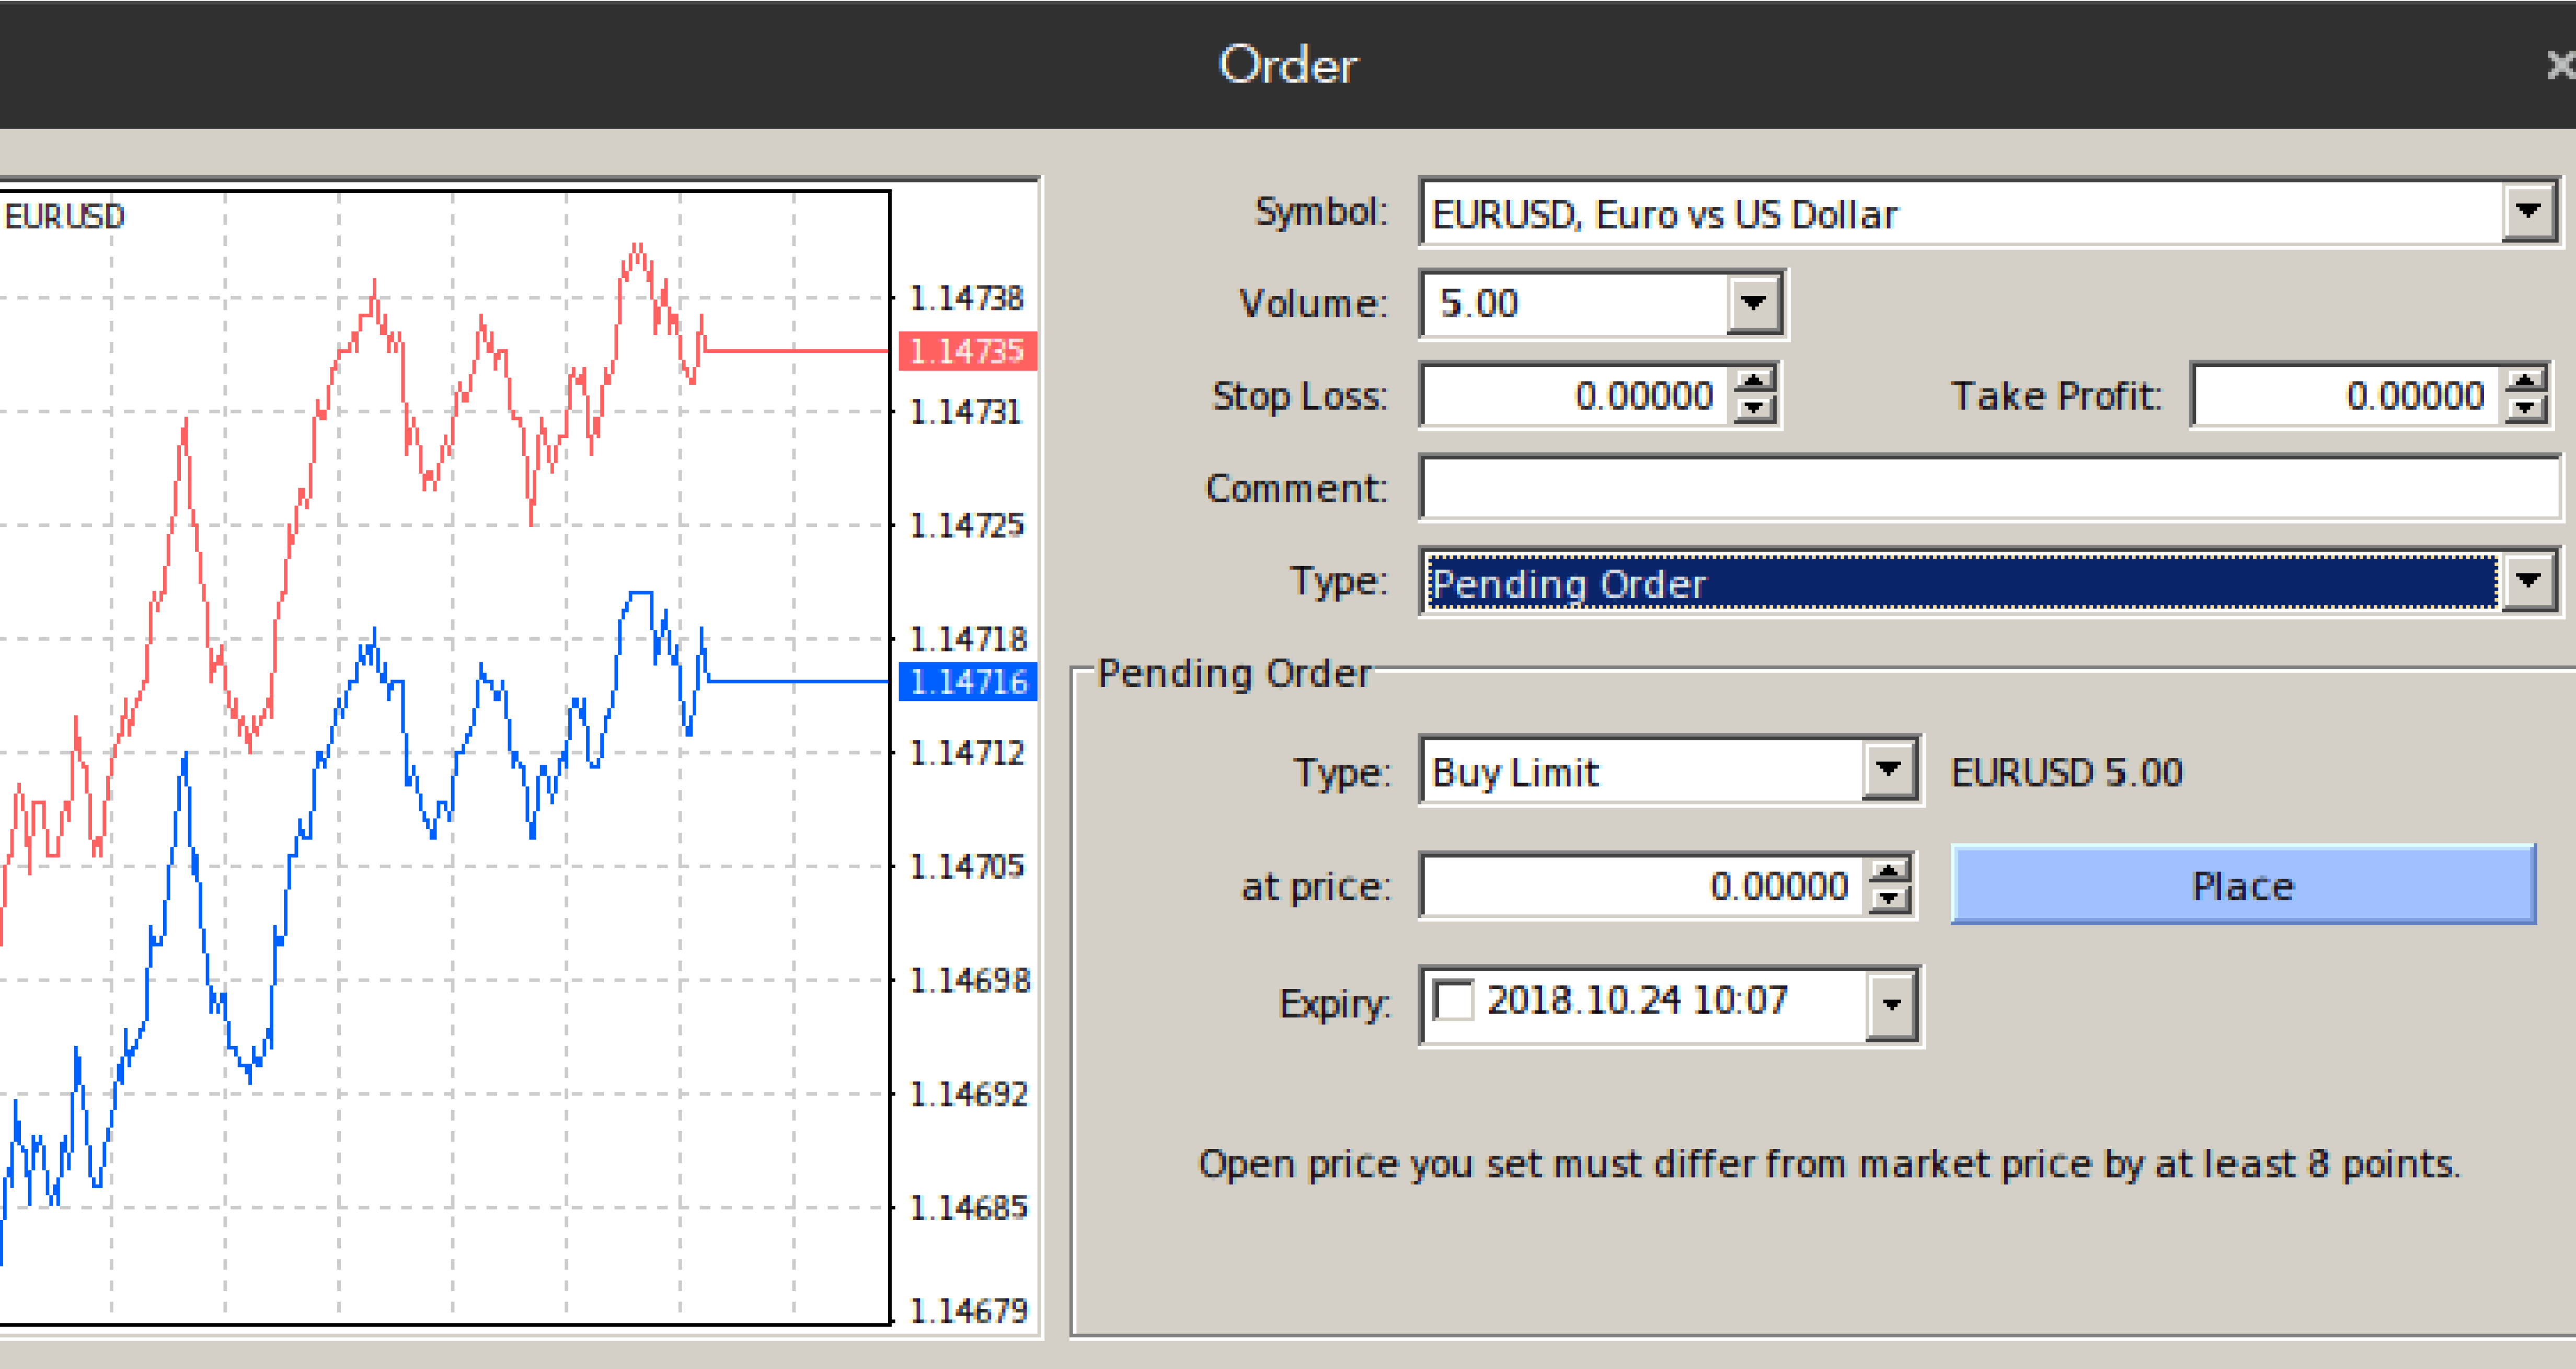 Order
EURUSD
1.14738
1.14735
1.14731
1.14725
1.14718
1.14716
1.14712
1.14705
1.14698
1.14692
1.14685
1.14679
Symbol: EURUSD, Euro vs US Dollar
Volume: 5.00
Stop Loss: 0.00000 Take Profit: 0.00000
Comment:
Type: Pending Order
Pending Order
Type: Buy Limit EURUSD 5.00
at price: 0.00000 Place
Expiry: 2018.10.24 10:07
Open price you set must differ from market price by at least 8 points.